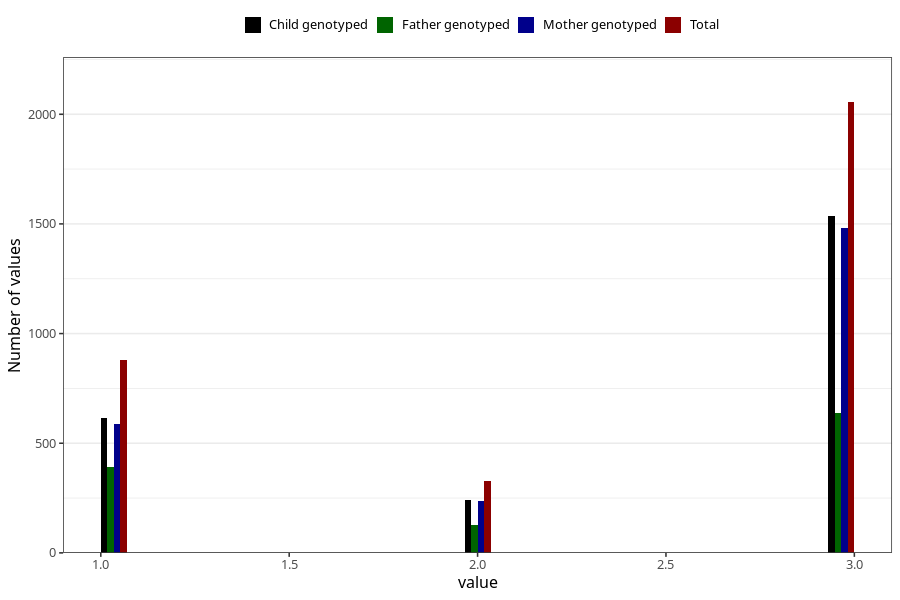 Child genotyped Father genotyped Mother genotyped Total
Number of values
2000
1500
1000
500
0
1.0 1.5 2.0 2.5 3.0
value